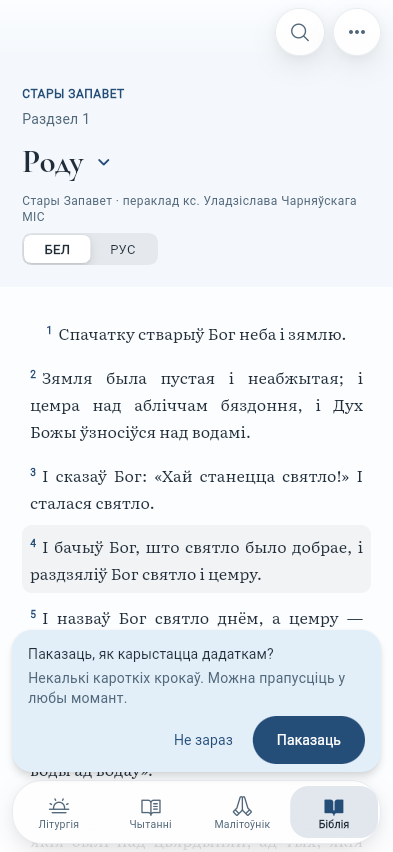 СТАРЫ ЗАПАВЕТ
Раздзел 1
Роду
Стары Запавет · пераклад кс. Уладзіслава Чарняўскага
МІС
БЕЛ РУС
1 Спачатку стварыў Бог неба і зямлю.
2 Зямля была пустая і неабжытая; і
цемра над абліччам бяздоння, і Дух
Божы ўзносіўся над водамі.
3 І сказаў Бог: «Хай станецца святло!» І
сталася святло.
4 І бачыў Бог, што святло было добрае, і
раздзяліў Бог святло і цемру.
5 І назваў Бог святло днём, а цемру —
Паказаць, як карыстацца дадаткам?
Некалькі кароткіх крокаў. Можна прапусціць у
любы момант.
Не зараз Паказаць
Літургія Чытанні Малітоўнік Біблія